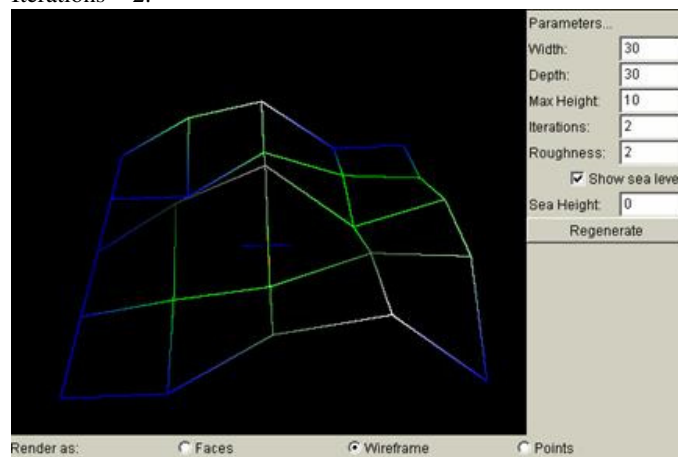 Iterations = 2:
Parameters...
Width: 30
Depth: 30
Max Height: 10
Iterations: 2
Roughness: 2
Show sea leve
Sea Height: 0
Regenerate
Render as: Faces Wireframe Points